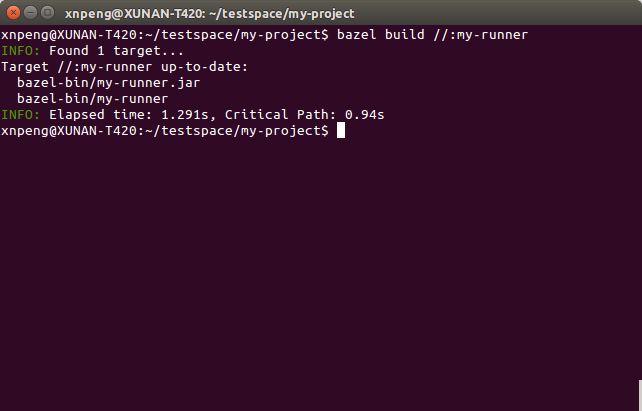 xnpeng@XUNAN-T420: ~/testspace/my-project
xnpeng@XUNAN-T420:~/testspace/my-project$ bazel build //:my-runner
INFO: Found 1 target...
Target //:my-runner up-to-date:
  bazel-bin/my-runner.jar
  bazel-bin/my-runner
INFO: Elapsed time: 1.291s, Critical Path: 0.94s
xnpeng@XUNAN-T420:~/testspace/my-project$